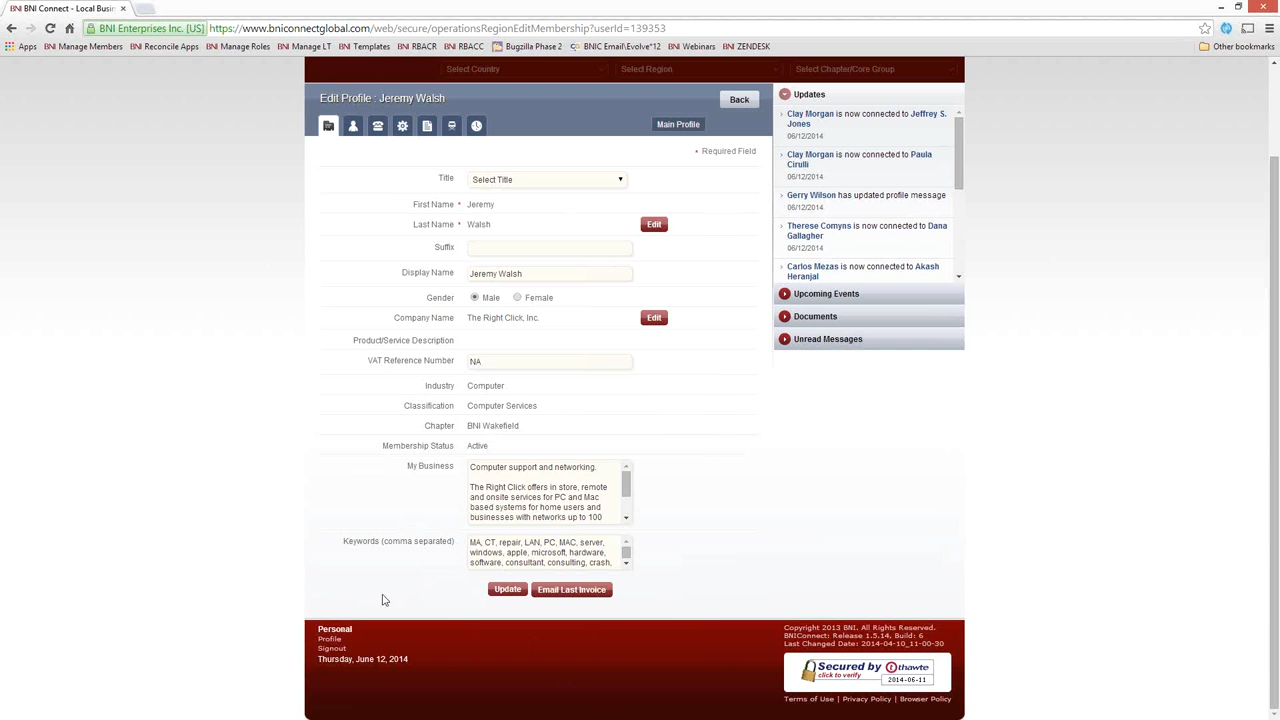 BNI Connect - Local Busin
BNI Enterprises Inc. [US]
https://www.bniconnectglobal.com/web/secure/operationsRegionEditMembership?userId=139353
Apps
Manage Members
Reconcile Apps
Manage Roles
Manage LT
Templates
RBACR
RBACC
Bugzilla Phase 2
BNIC Email\Evolve*12
Webinars
ZENDESK
Other bookmarks
Select Country
Select Region
Select Chapter/Core Group
Edit Profile : Jeremy Walsh
Back
Main Profile
* Required Field
Title
Select Title
First Name *
Jeremy
Last Name *
Walsh
Edit
Suffix
Display Name
Jeremy Walsh
Gender
Male
Female
Company Name
The Right Click, Inc.
Edit
Product/Service Description
VAT Reference Number
NA
Industry
Computer
Classification
Computer Services
Chapter
BNI Wakefield
Membership Status
Active
My Business
Computer support and networking.
The Right Click offers in store, remote
and onsite services for PC and Mac
based systems for home users and
businesses with networks up to 100
Keywords (comma separated)
MA, CT, repair, LAN, PC, MAC, server,
windows, apple, microsoft, hardware,
software, consultant, consulting, crash,
Update
Email Last Invoice
Updates
Clay Morgan is now connected to Jeffrey S.
Jones
06/12/2014
Clay Morgan is now connected to Paula
Cirulli
06/12/2014
Gerry Wilson has updated profile message
06/12/2014
Therese Comyns is now connected to Dana
Gallagher
06/12/2014
Carlos Mezas is now connected to Akash
Heranjal
Upcoming Events
Documents
Unread Messages
Personal
Profile
Signout
Thursday, June 12, 2014
Copyright 2013 BNI. All Rights Reserved.
BNIConnect: Release 1.5.14, Build: 6
Last Changed Date: 2014-04-10_11-00-30
Secured by thawte
click to verify
2014-06-11
Terms of Use | Privacy Policy | Browser Policy